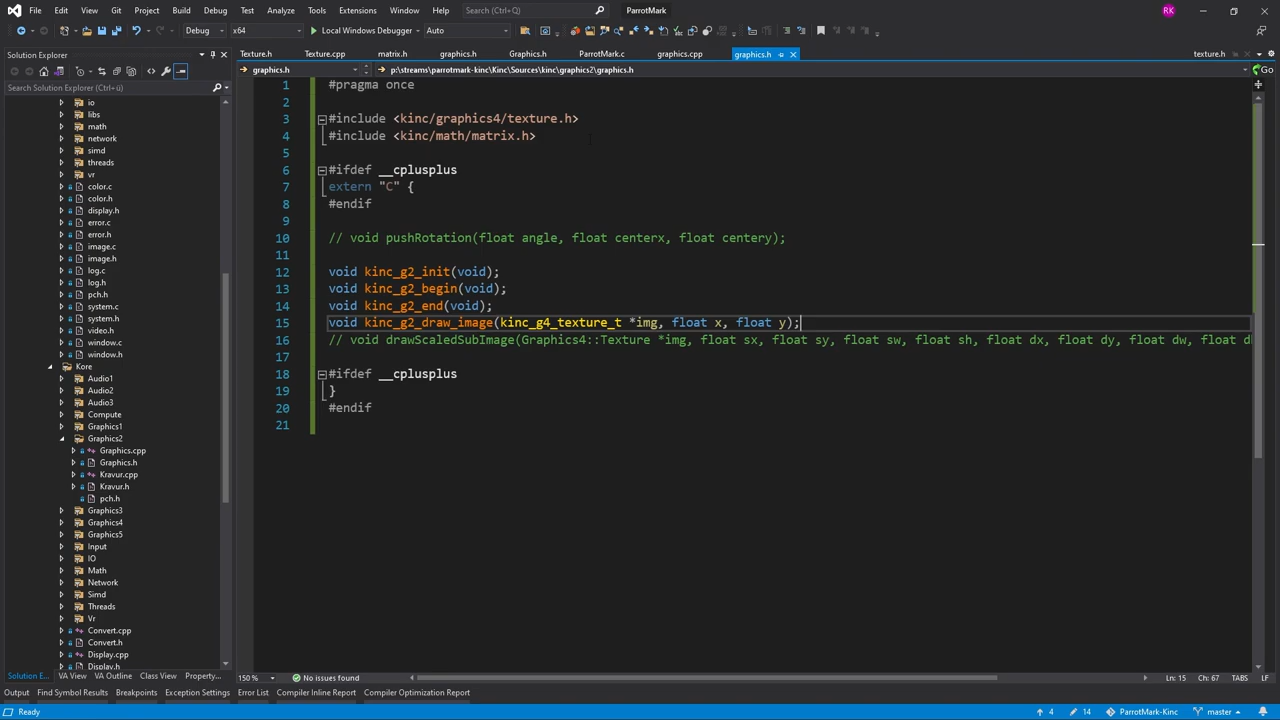 File Edit View Git Project Build Debug Test Analyze Tools Extensions Window Help Search (Ctrl+Q) ParrotMark RK
Debug x64 Local Windows Debugger Auto
Solution Explorer
Texture.h Texture.cpp matrix.h graphics.h Graphics.h ParrotMark.c graphics.cpp graphics.h texture.h
graphics.h p:\streams\parrotmark-kinc\Kinc\Sources\kinc\graphics2\graphics.h Go
Search Solution Explorer (Ctrl+ü)
io
libs
math
network
simd
threads
vr
color.c
color.h
display.h
error.c
error.h
image.c
image.h
log.c
log.h
pch.h
system.c
system.h
video.h
window.c
window.h
Kore
Audio1
Audio2
Audio3
Compute
Graphics1
Graphics2
Graphics.cpp
Graphics.h
Kravur.cpp
Kravur.h
pch.h
Graphics3
Graphics4
Graphics5
Input
IO
Math
Network
Simd
Threads
Vr
Convert.cpp
Convert.h
Display.cpp
Display.h
1 #pragma once
2
3 #include <kinc/graphics4/texture.h>
4 #include <kinc/math/matrix.h>
5
6 #ifdef __cplusplus
7 extern "C" {
8 #endif
9
10 // void pushRotation(float angle, float centerx, float centery);
11
12 void kinc_g2_init(void);
13 void kinc_g2_begin(void);
14 void kinc_g2_end(void);
15 void kinc_g2_draw_image(kinc_g4_texture_t *img, float x, float y);
16 // void drawScaledSubImage(Graphics4::Texture *img, float sx, float sy, float sw, float sh, float dx, float dy, float dw, float d
17
18 #ifdef __cplusplus
19 }
20 #endif
21
Solution E... VA View VA Outline Class View Property...
150 % No issues found Ln: 15 Ch: 67 TABS LF
Output Find Symbol Results Breakpoints Exception Settings Error List Compiler Inline Report Compiler Optimization Report
Ready 4 14 ParrotMark-Kinc master